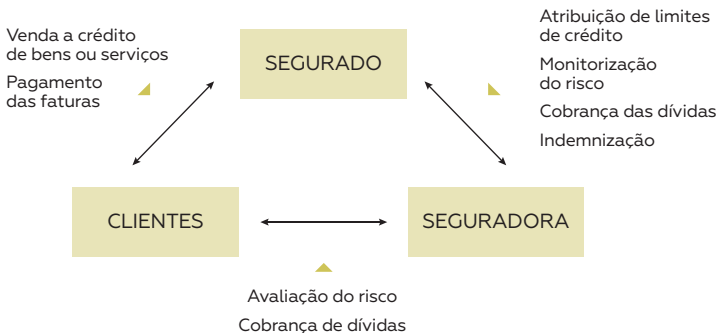 Venda a crédito
de bens ou serviços
Pagamento
das faturas
SEGURADO
Atribuição de limites
de crédito
Monitorização
do risco
Cobrança das dívidas
Indemnização
CLIENTES
SEGURADORA
Avaliação do risco
Cobrança de dívidas